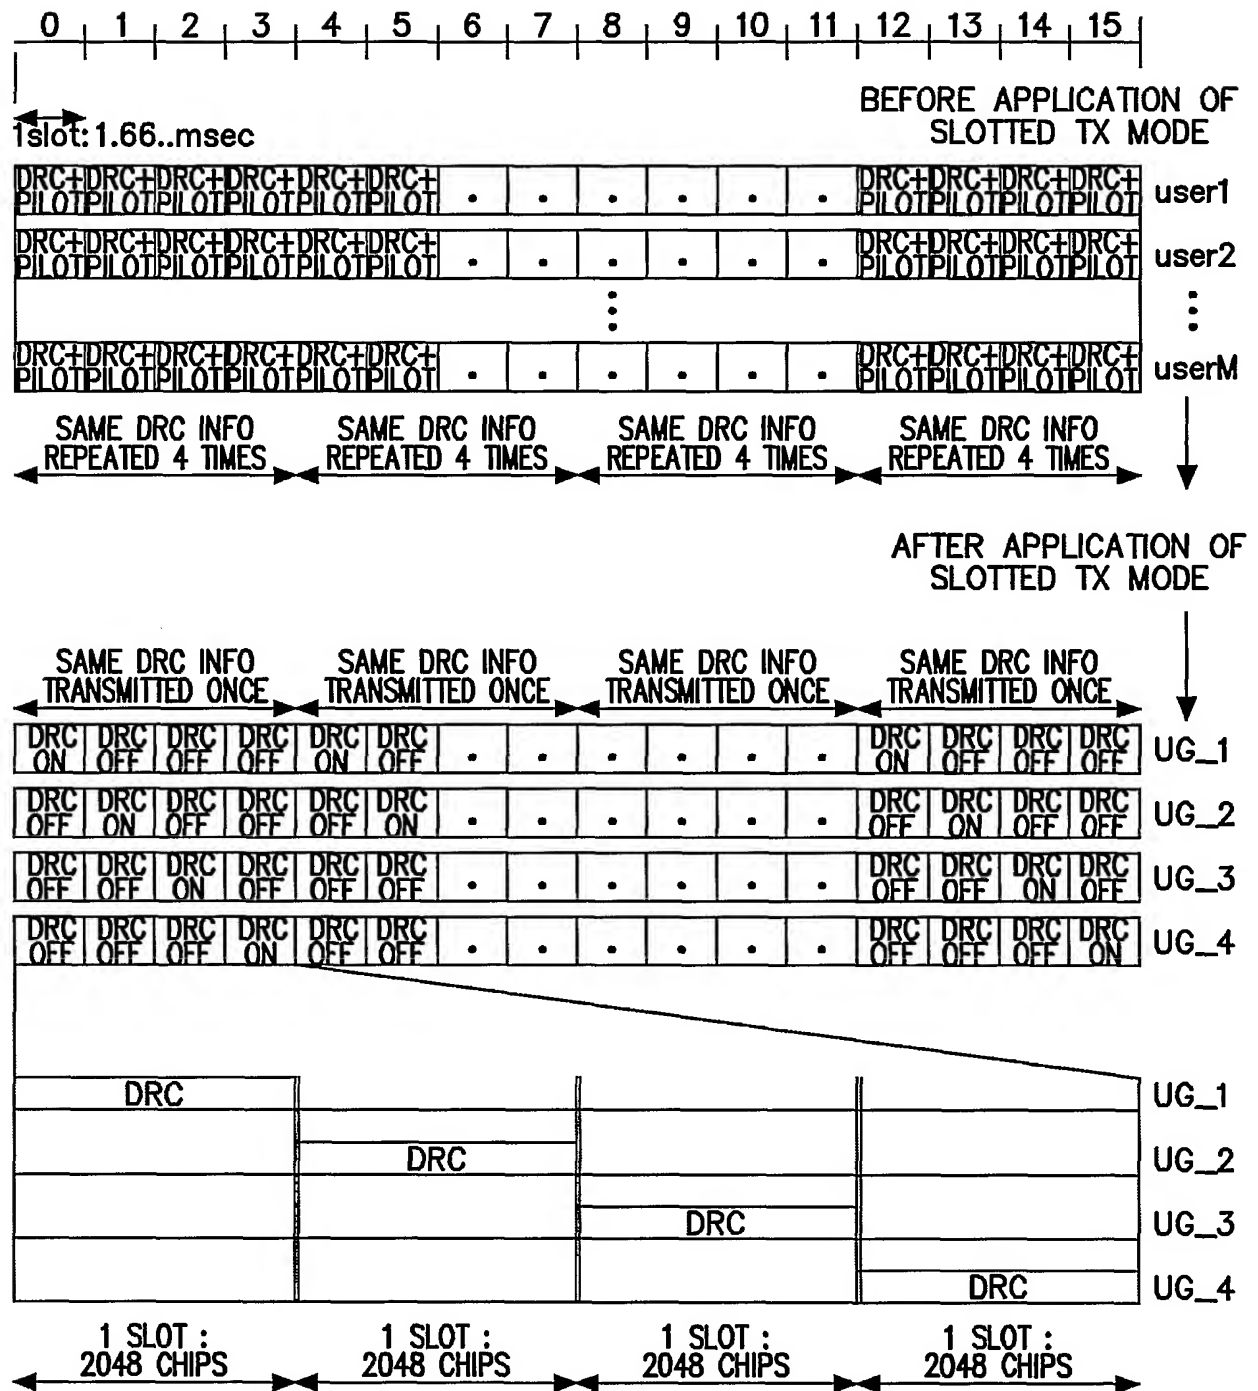 0 1 2 3 4 5 6 7 8 9 10 11 12 13 14 15
BEFORE APPLICATION OF
SLOTTED TX MODE
1slot: 1.66..msec
DRC+ DRC+ DRC+ DRC+ DRC+ DRC+ . . . . . . DRC+ DRC+ DRC+ DRC+ user1
PILOT PILOT PILOT PILOT PILOT PILOT PILOT PILOT PILOT PILOT
DRC+ DRC+ DRC+ DRC+ DRC+ DRC+ . . . . . . DRC+ DRC+ DRC+ DRC+ user2
PILOT PILOT PILOT PILOT PILOT PILOT PILOT PILOT PILOT PILOT
DRC+ DRC+ DRC+ DRC+ DRC+ DRC+ . . . . . . DRC+ DRC+ DRC+ DRC+ userM
PILOT PILOT PILOT PILOT PILOT PILOT PILOT PILOT PILOT PILOT
SAME DRC INFO SAME DRC INFO SAME DRC INFO SAME DRC INFO
REPEATED 4 TIMES REPEATED 4 TIMES REPEATED 4 TIMES REPEATED 4 TIMES
AFTER APPLICATION OF
SLOTTED TX MODE
SAME DRC INFO SAME DRC INFO SAME DRC INFO SAME DRC INFO
TRANSMITTED ONCE TRANSMITTED ONCE TRANSMITTED ONCE TRANSMITTED ONCE
DRC DRC DRC DRC DRC DRC . . . . . . DRC DRC DRC DRC UG_1
ON OFF OFF OFF ON OFF ON OFF OFF OFF
DRC DRC DRC DRC DRC DRC . . . . . . DRC DRC DRC DRC UG_2
OFF ON OFF OFF OFF ON OFF ON OFF OFF
DRC DRC DRC DRC DRC DRC . . . . . . DRC DRC DRC DRC UG_3
OFF OFF ON OFF OFF OFF OFF OFF ON OFF
DRC DRC DRC DRC DRC DRC . . . . . . DRC DRC DRC DRC UG_4
OFF OFF OFF ON OFF OFF OFF OFF OFF ON
DRC UG_1
DRC UG_2
DRC UG_3
DRC UG_4
1 SLOT : 1 SLOT : 1 SLOT : 1 SLOT :
2048 CHIPS 2048 CHIPS 2048 CHIPS 2048 CHIPS